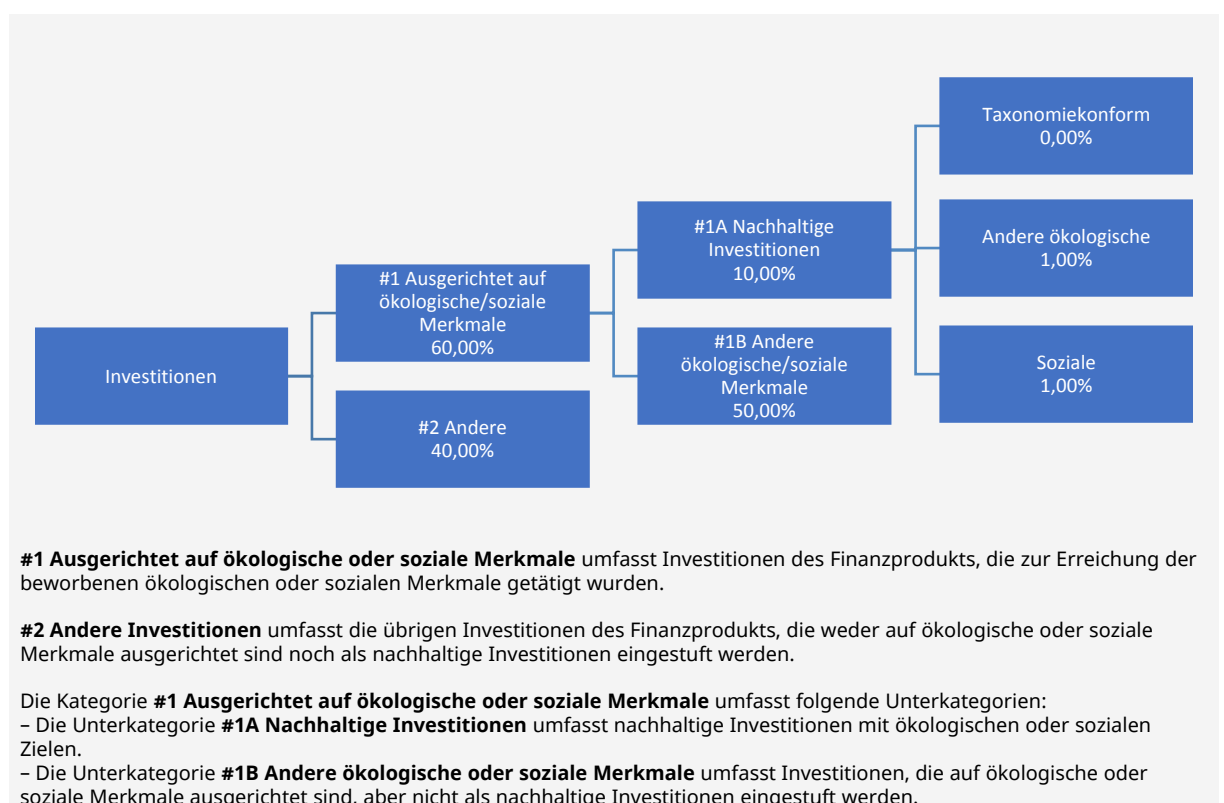 Investitionen
#1 Ausgerichtet auf
ökologische/soziale
Merkmale
60,00%
#2 Andere
40,00%
#1A Nachhaltige
Investitionen
10,00%
#1B Andere
ökologische/soziale
Merkmale
50,00%
Taxonomiekonform
0,00%
Andere ökologische
1,00%
Soziale
1,00%
#1 Ausgerichtet auf ökologische oder soziale Merkmale umfasst Investitionen des Finanzprodukts, die zur Erreichung der
beworbenen ökologischen oder sozialen Merkmale getätigt wurden.
#2 Andere Investitionen umfasst die übrigen Investitionen des Finanzprodukts, die weder auf ökologische oder soziale
Merkmale ausgerichtet sind noch als nachhaltige Investitionen eingestuft werden.
Die Kategorie #1 Ausgerichtet auf ökologische oder soziale Merkmale umfasst folgende Unterkategorien:
– Die Unterkategorie #1A Nachhaltige Investitionen umfasst nachhaltige Investitionen mit ökologischen oder sozialen
Zielen.
– Die Unterkategorie #1B Andere ökologische oder soziale Merkmale umfasst Investitionen, die auf ökologische oder
soziale Merkmale ausgerichtet sind, aber nicht als nachhaltige Investitionen eingestuft werden.